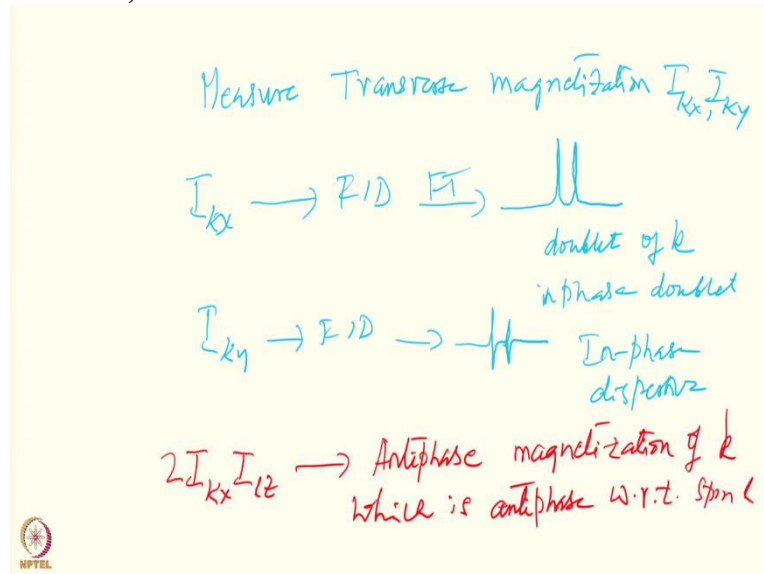 Measure Transverse magnetization I_kx, I_ky
I_kx → FID FT→
doublet of k
inphase doublet
I_ky → FID → In-phase
dispersive
2I_kx I_lz → Antiphase magnetization of k
which is antiphase w.r.t. spin l
NPTEL